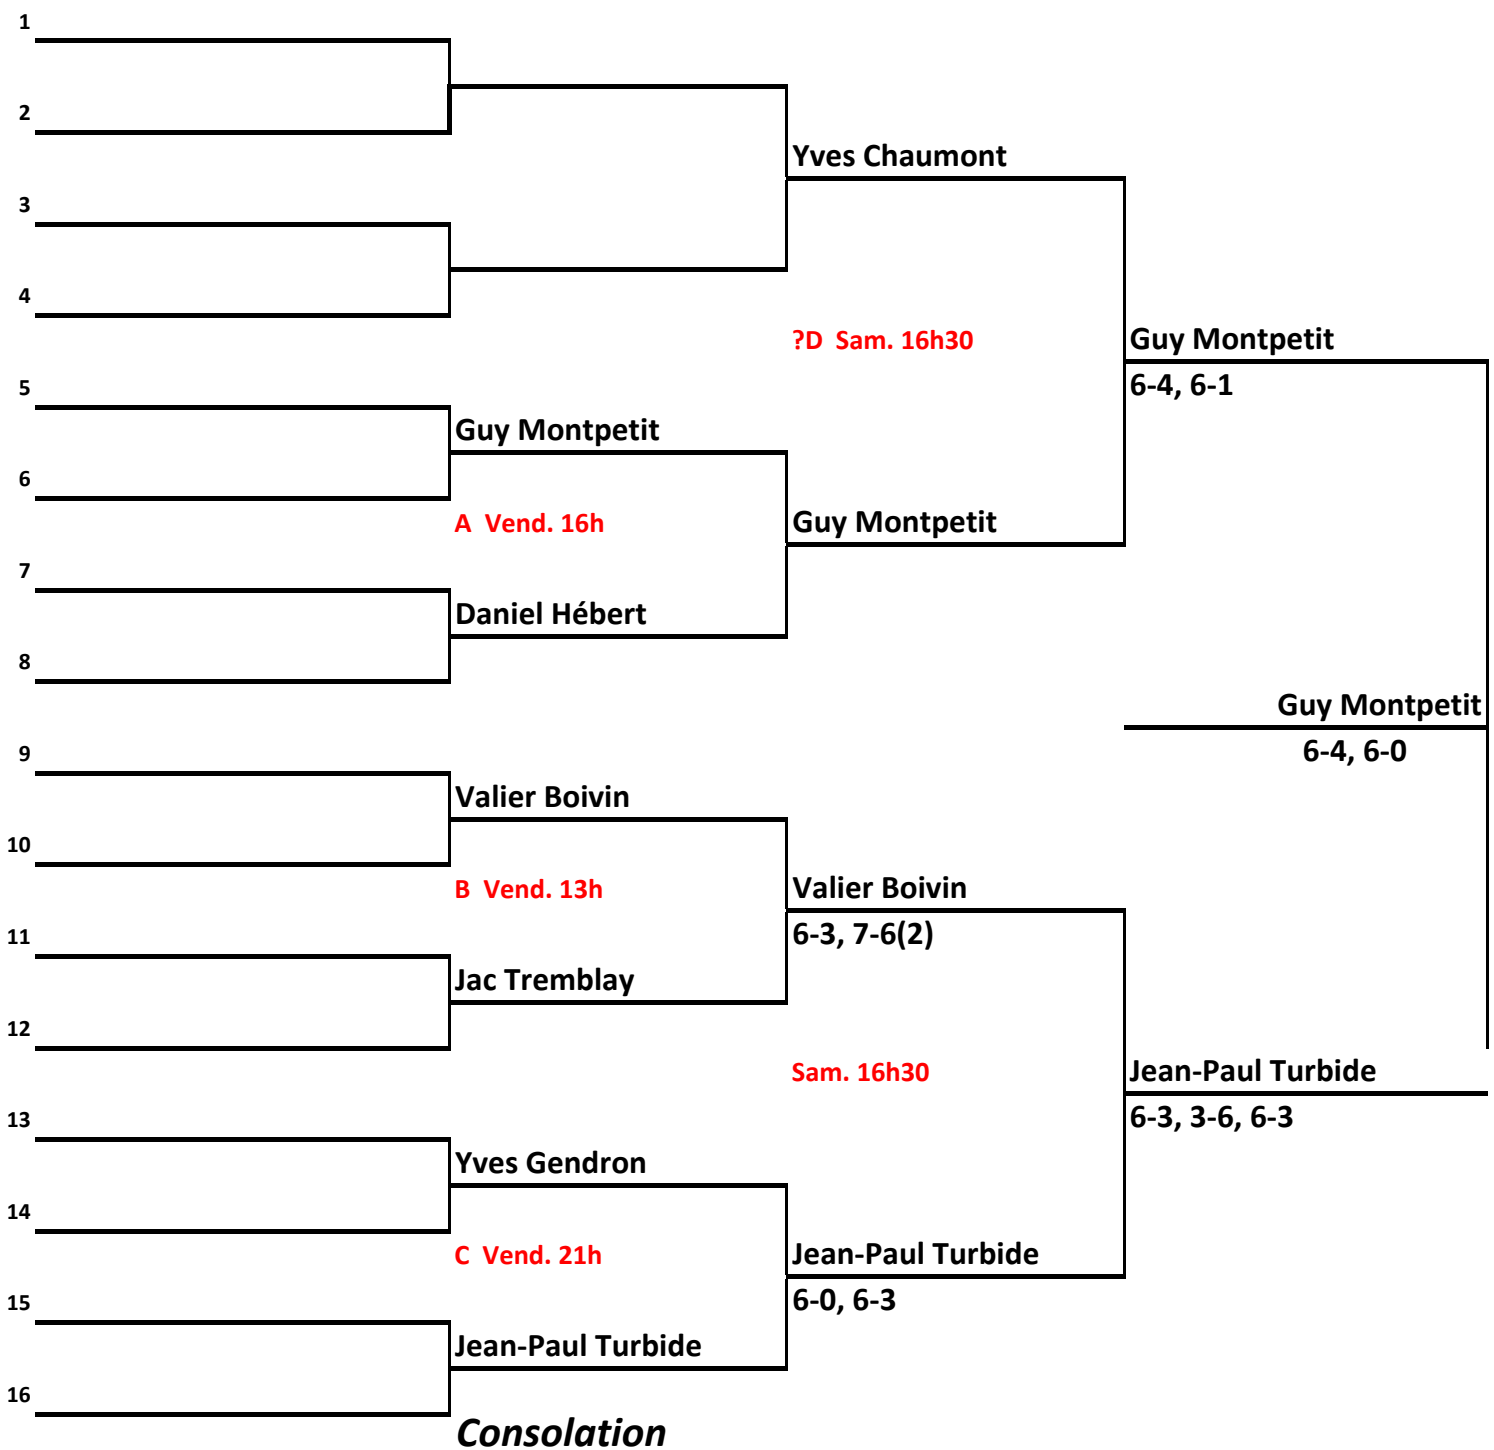 1
2
Yves Chaumont
3
4
?D Sam. 16h30
Guy Montpetit
6-4, 6-1
5
Guy Montpetit
6
A Vend. 16h
Guy Montpetit
7
Daniel Hébert
8
Guy Montpetit
6-4, 6-0
9
Valier Boivin
10
B Vend. 13h
Valier Boivin
6-3, 7-6(2)
11
Jac Tremblay
12
Sam. 16h30
Jean-Paul Turbide
6-3, 3-6, 6-3
13
Yves Gendron
14
C Vend. 21h
Jean-Paul Turbide
6-0, 6-3
15
Jean-Paul Turbide
16
Consolation